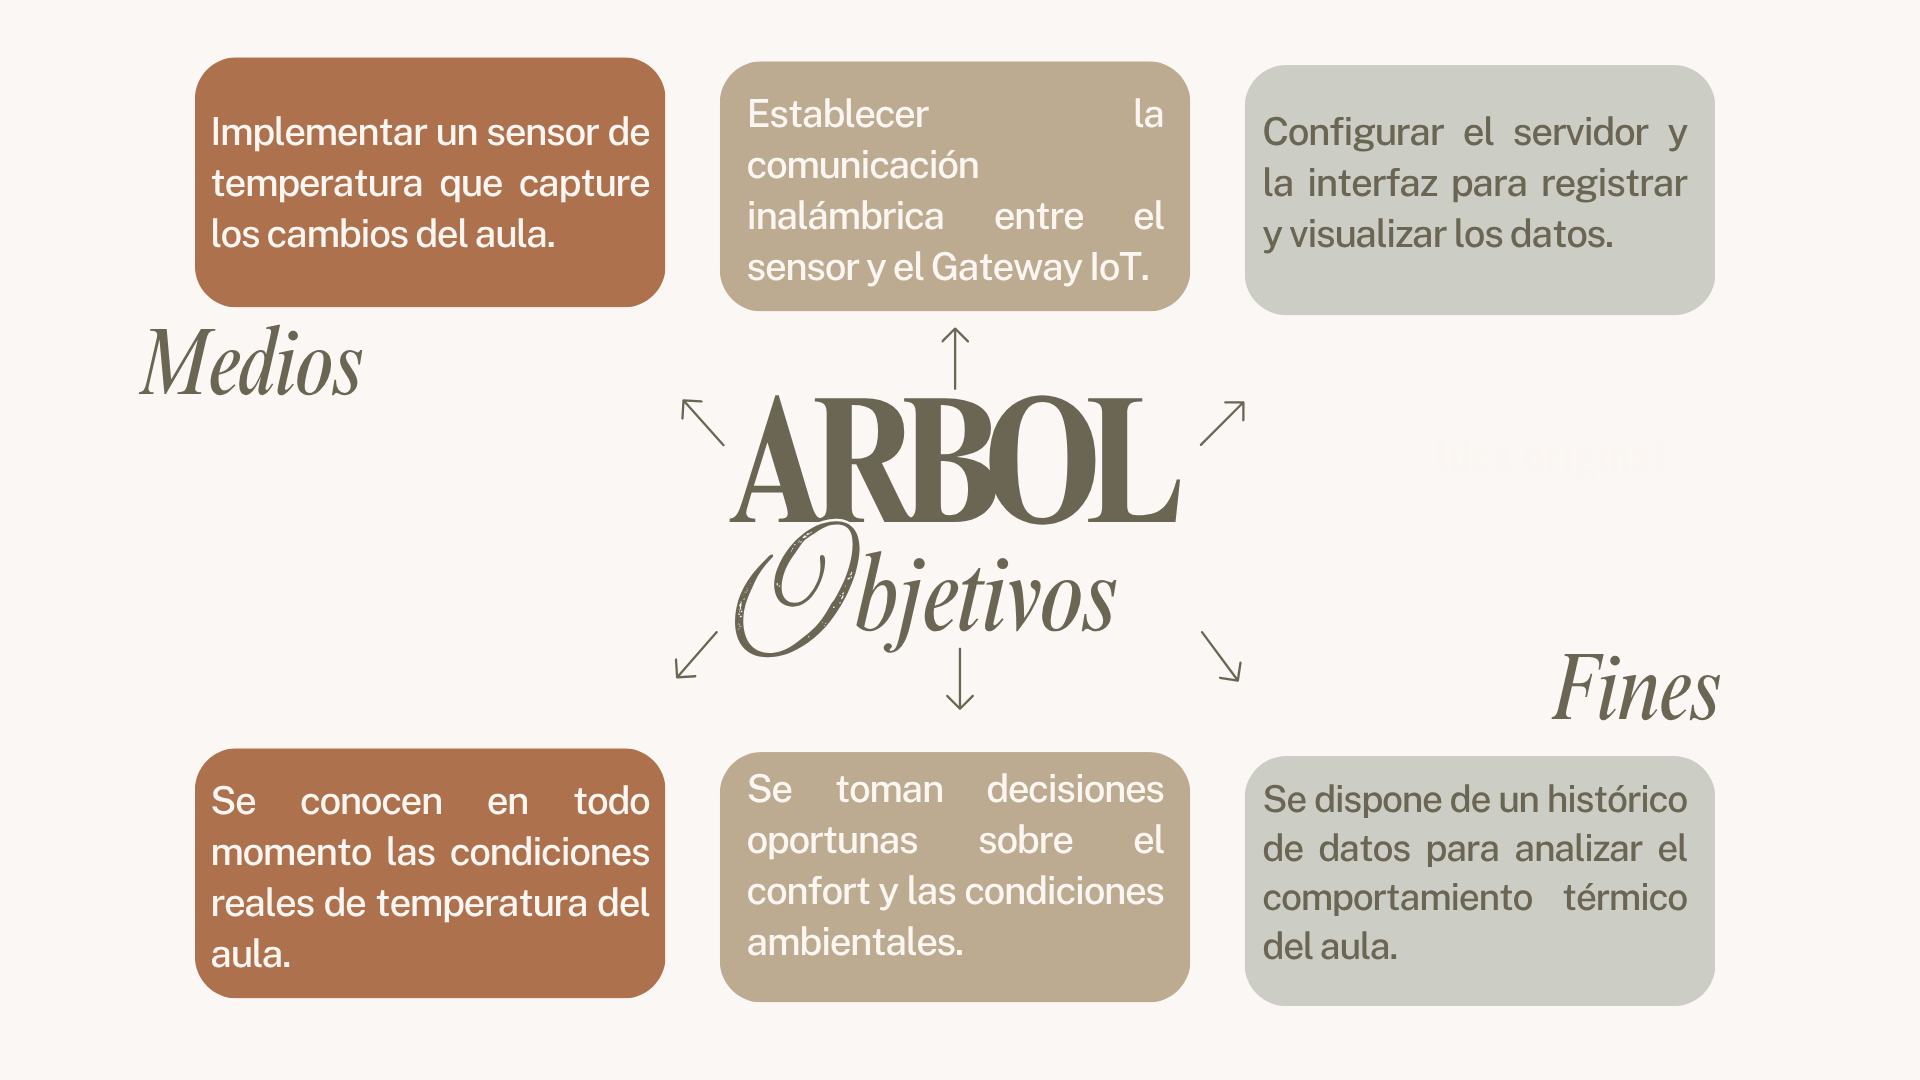 Implementar un sensor de
temperatura que capture
los cambios del aula.
Establecer la
comunicación
inalámbrica entre el
sensor y el Gateway IoT.
Configurar el servidor y
la interfaz para registrar
y visualizar los datos.
Medios
ARBOL
Objetivos
Fines
Se conocen en todo
momento las condiciones
reales de temperatura del
aula.
Se toman decisiones
oportunas sobre el
confort y las condiciones
ambientales.
Se dispone de un histórico
de datos para analizar el
comportamiento térmico
del aula.